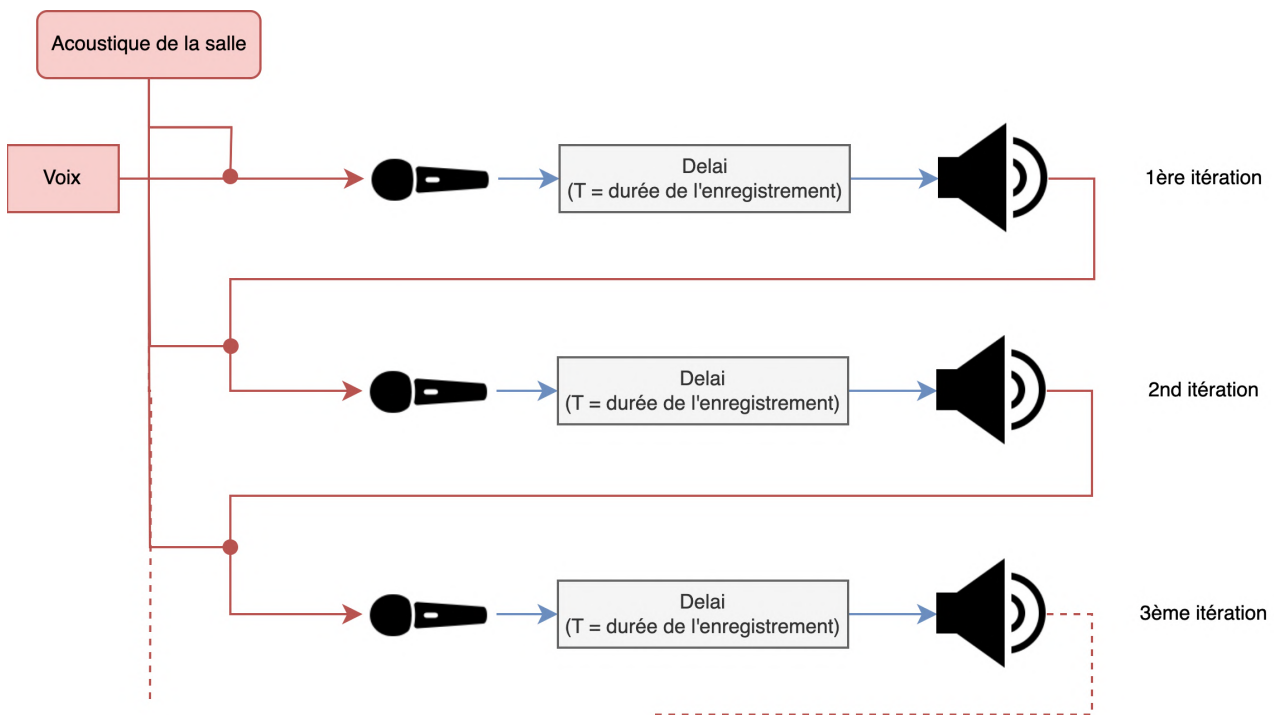 Acoustique de la salle
Voix
Delai
(T = durée de l'enregistrement)
1ère itération
Delai
(T = durée de l'enregistrement)
2nd itération
Delai
(T = durée de l'enregistrement)
3ème itération